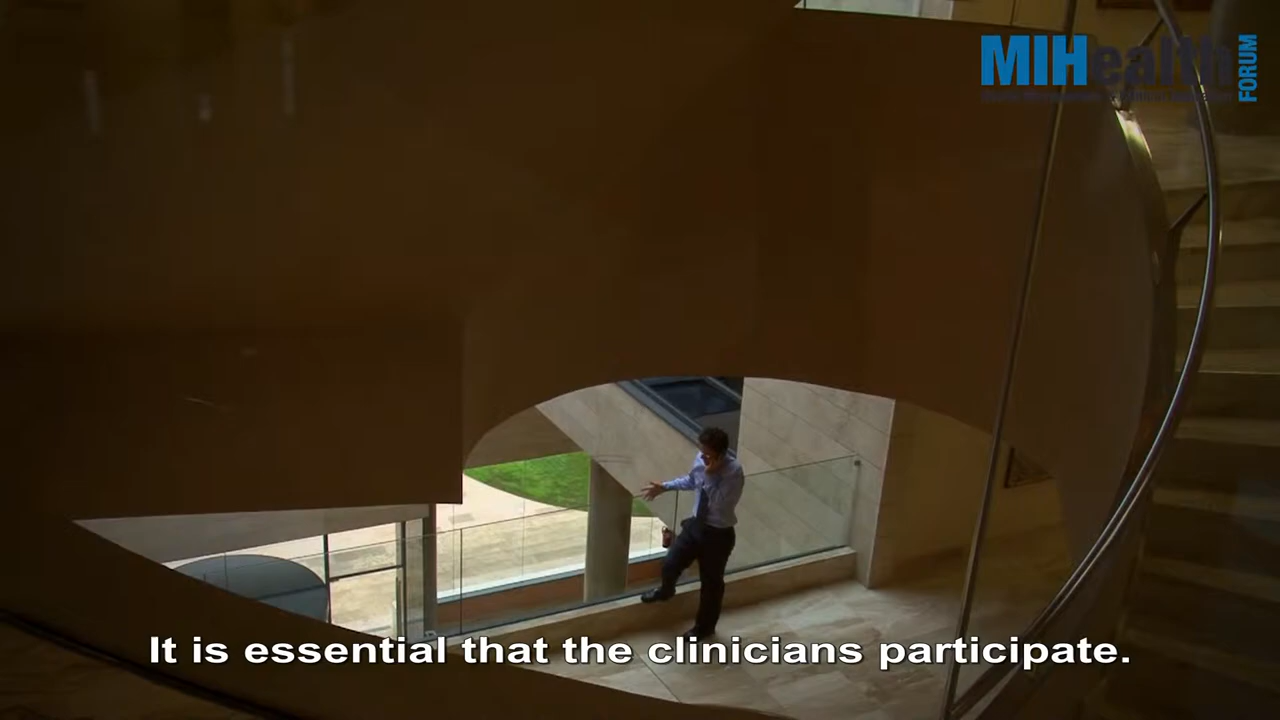 MIHealth
FORUM
It is essential that the clinicians participate.